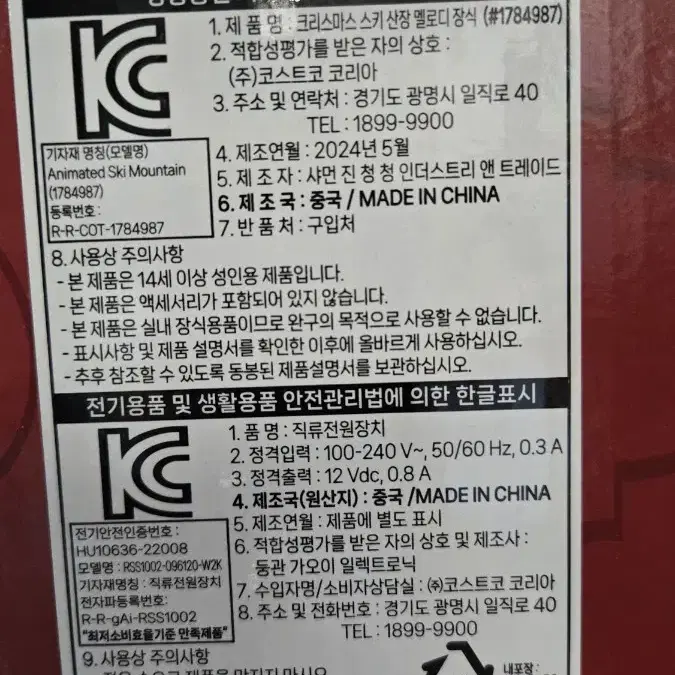 1. 제 품 명 : 크리스마스 스키 산장 멜로디 장식 (#1784987)
2. 적합성평가를 받은 자의 상호 :
(주)코스트코 코리아
3. 주소 및 연락처 : 경기도 광명시 일직로 40
TEL : 1899-9900
기자재 명칭(모델명)
Animated Ski Mountain
(1784987)
등록번호:
R-R-COT-1784987
4. 제조연월 : 2024년 5월
5. 제 조 자 : 샤먼 진 청 청 인더스트리 앤 트레이드
6. 제 조 국 : 중국 / MADE IN CHINA
7. 반 품 처 : 구입처
8. 사용상 주의사항
- 본 제품은 14세 이상 성인용 제품입니다.
- 본 제품은 액세서리가 포함되어 있지 않습니다.
- 본 제품은 실내 장식용품이므로 완구의 목적으로 사용할 수 없습니다.
- 표시사항 및 제품 설명서를 확인한 이후에 올바르게 사용하십시오.
- 추후 참조할 수 있도록 동봉된 제품설명서를 보관하십시오.
전기용품 및 생활용품 안전관리법에 의한 한글표시
1. 품 명 : 직류전원장치
2. 정격입력 : 100-240 V~, 50/60 Hz, 0.3 A
3. 정격출력 : 12 Vdc, 0.8 A
4. 제조국(원산지) : 중국 /MADE IN CHINA
5. 제조연월 : 제품에 별도 표시
6. 적합성평가를 받은 자의 상호 및 제조사 :
둥관 가오이 일렉트로닉
7. 수입자명/소비자상담실 : ㈜코스트코 코리아
8. 주소 및 전화번호 : 경기도 광명시 일직로 40
TEL : 1899-9900
전기안전인증번호 :
HU10636-22008
모델명 : RSS1002-096120-W2K
기자재명칭 : 직류전원장치
전자파등록번호:
R-R-gAi-RSS1002
"최저소비효율기준 만족제품"
9. 사용상 주의사항
내포장 :